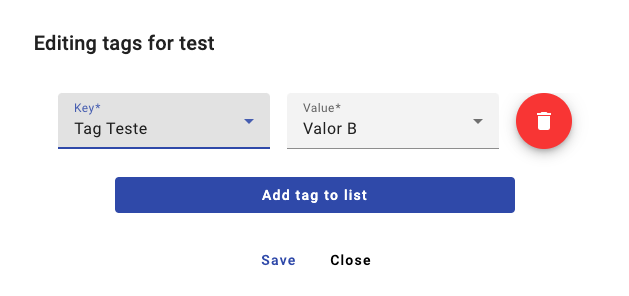 Editing tags for test
Key* Value*
Tag Teste Valor B
Add tag to list
Save Close